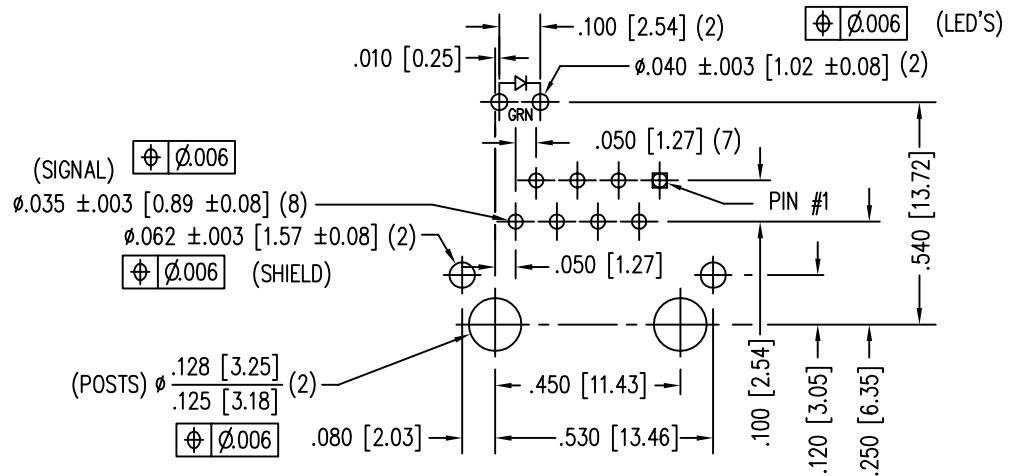 .100 [2.54] (2)
⌖ Ø.006 (LED'S)
.010 [0.25]
ø.040 ±.003 [1.02 ±0.08] (2)
GRN
.050 [1.27] (7)
⌖ Ø.006
(SIGNAL)
ø.035 ±.003 [0.89 ±0.08] (8)
PIN #1
ø.062 ±.003 [1.57 ±0.08] (2)
⌖ Ø.006 (SHIELD)
.050 [1.27]
.540 [13.72]
(POSTS) ø .128 [3.25] (2)
.125 [3.18]
⌖ Ø.006
.450 [11.43]
.080 [2.03]
.530 [13.46]
.100 [2.54]
.120 [3.05]
.250 [6.35]